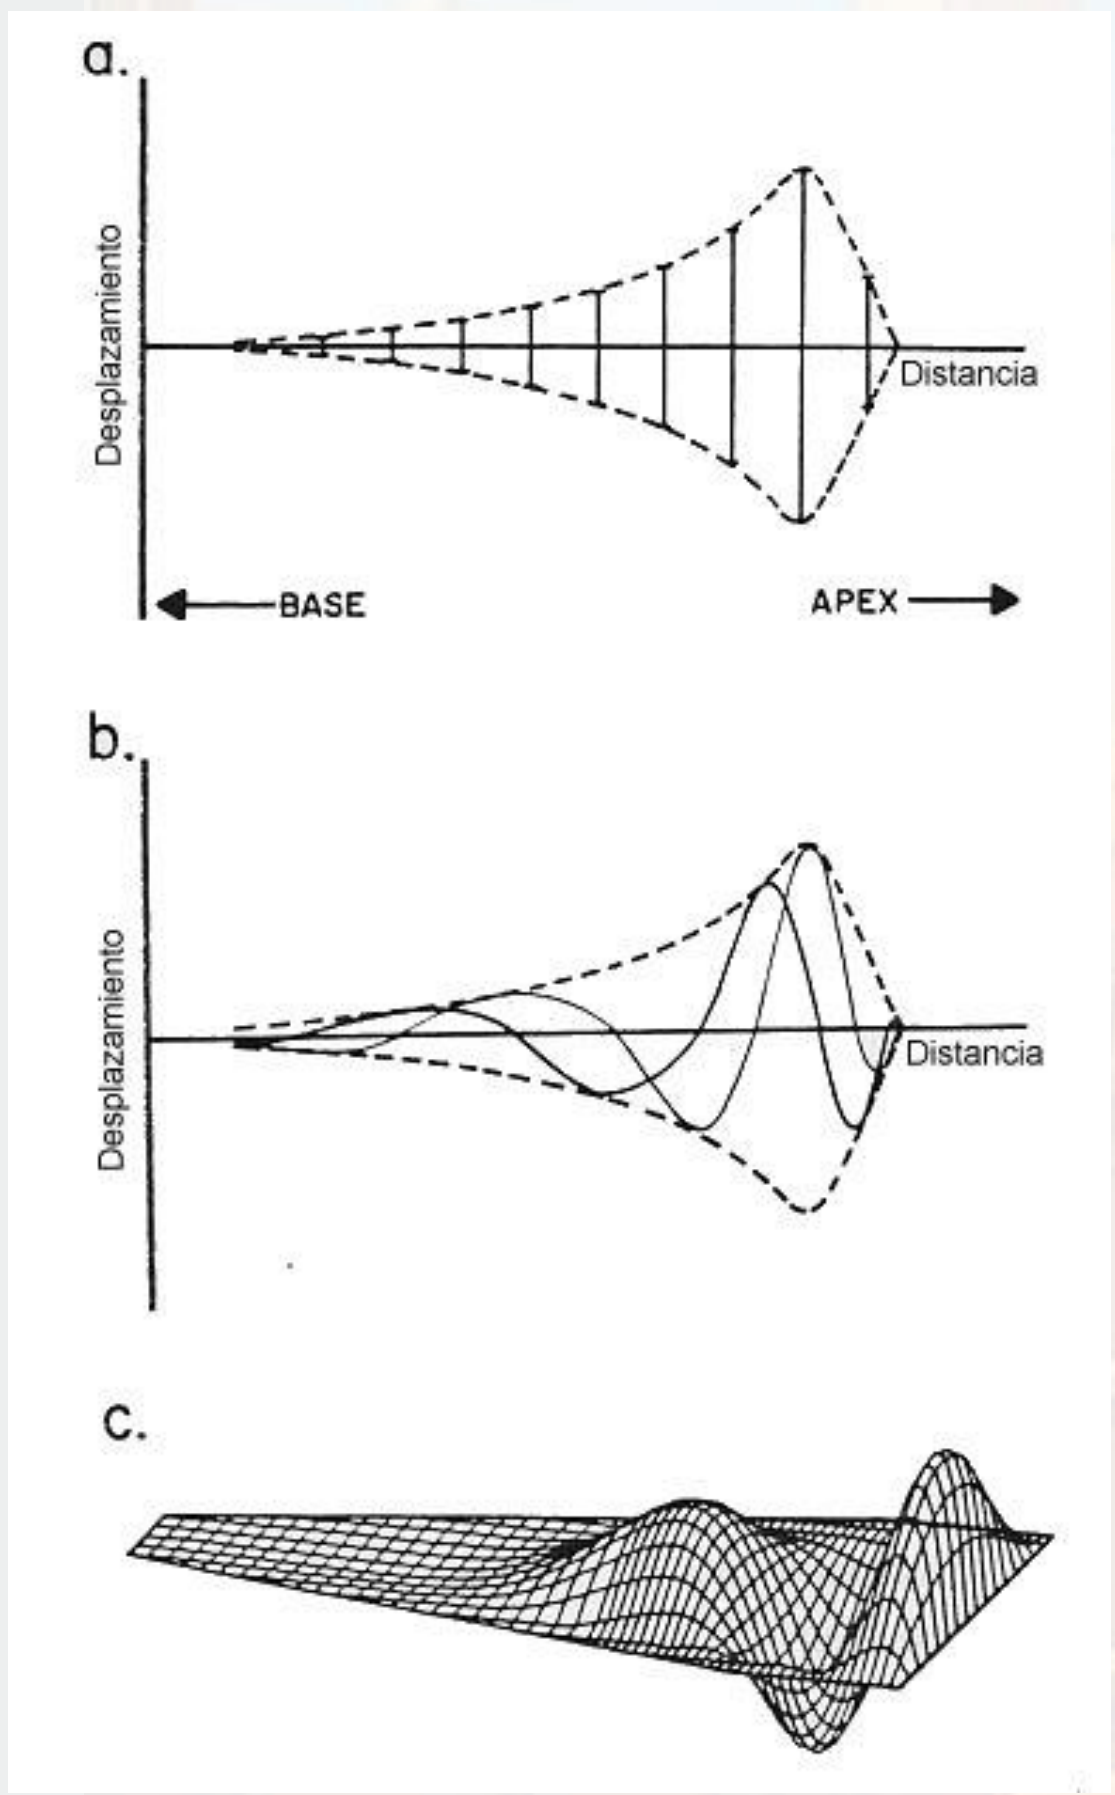 a.
Desplazamiento
Distancia
BASE
APEX
b.
Desplazamiento
Distancia
c.